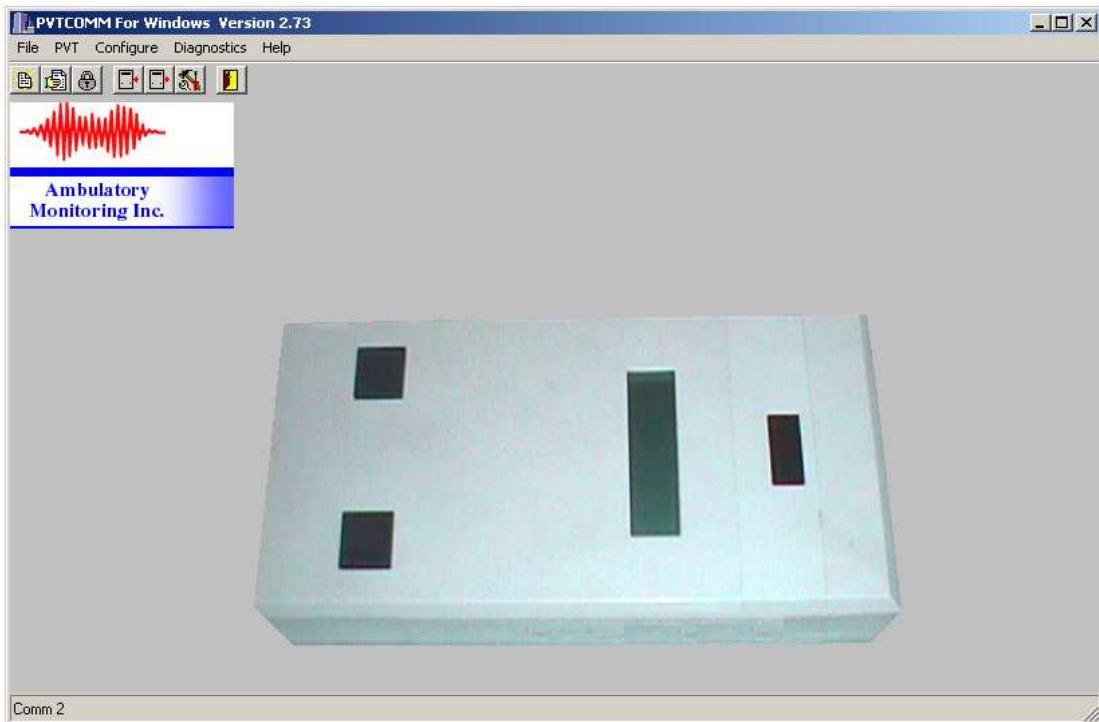 PVTCOMM For Windows Version 2.73
File PVT Configure Diagnostics Help
Ambulatory
Monitoring Inc.
Comm 2